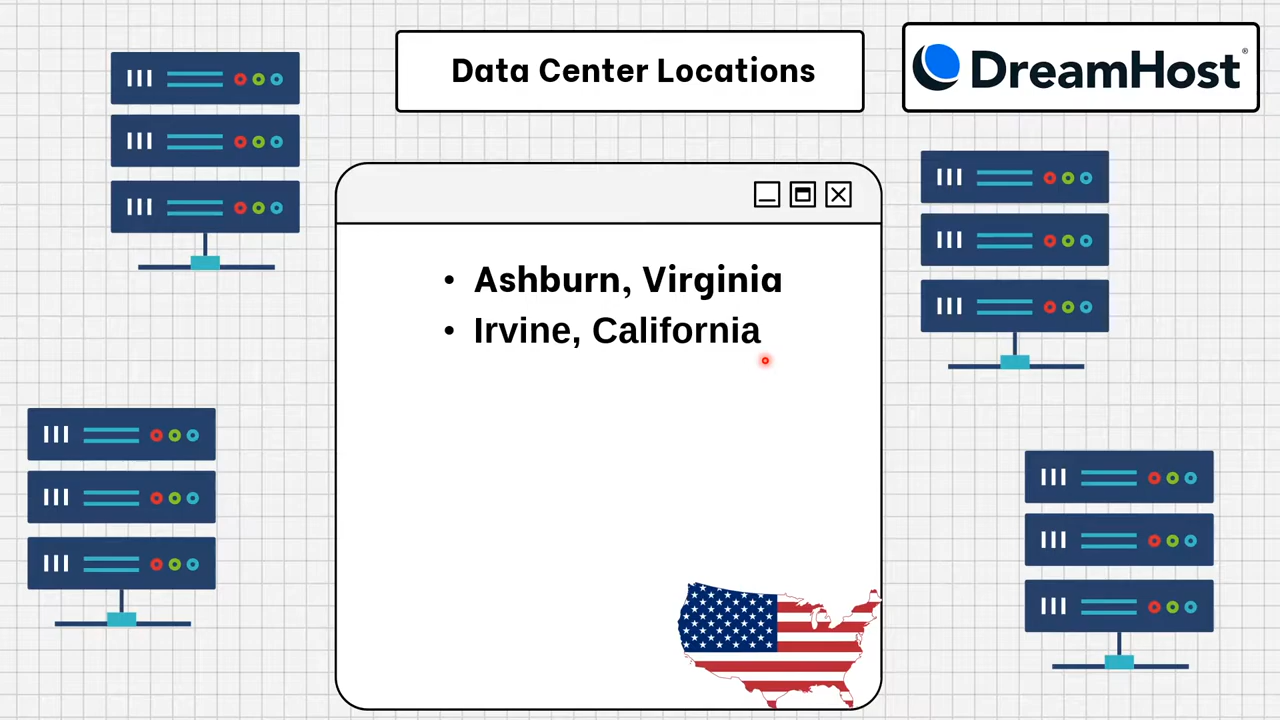 Data Center Locations
DreamHost®
• Ashburn, Virginia
• Irvine, California